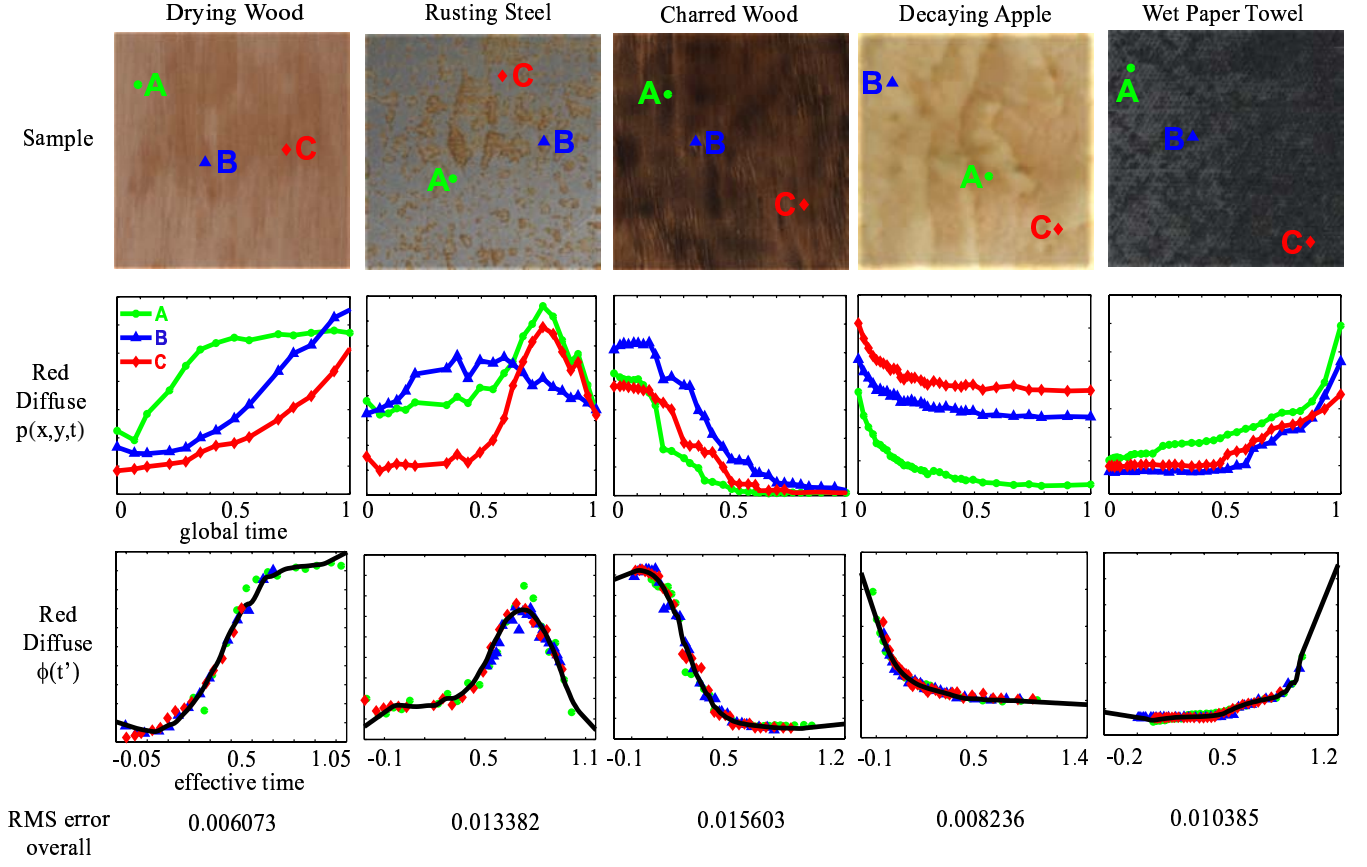 Drying Wood Rusting Steel Charred Wood Decaying Apple Wet Paper Towel
Sample
A B C
C B A
A B C
B A C
A B C
Red
Diffuse
p(x,y,t)
A
B
C
0 0.5 1
global time
0 0.5 1
0 0.5 1
0 0.5 1
0 0.5 1
Red
Diffuse
ϕ(t')
-0.05 0.5 1.05
effective time
-0.1 0.5 1.1
-0.1 0.5 1.2
-0.1 0.5 1.4
-0.2 0.5 1.2
RMS error
overall
0.006073 0.013382 0.015603 0.008236 0.010385